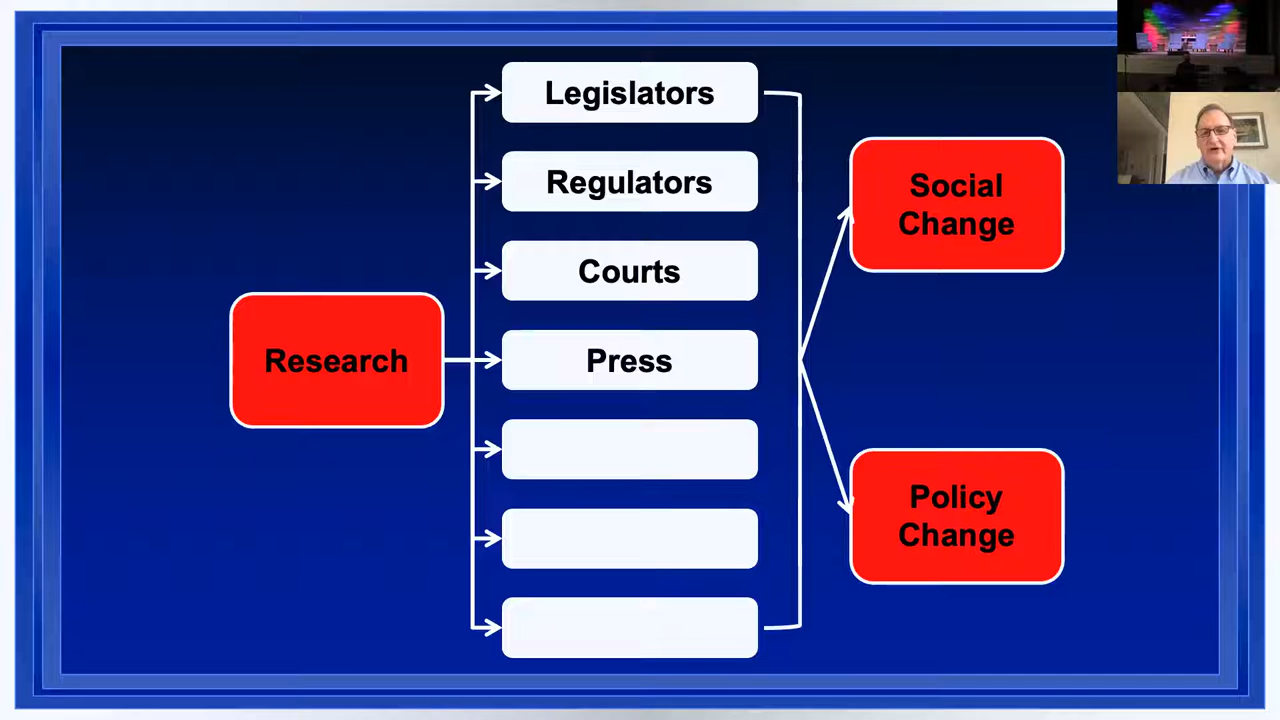 Legislators
Regulators
Courts
Research
Press
Social
Change
Policy
Change